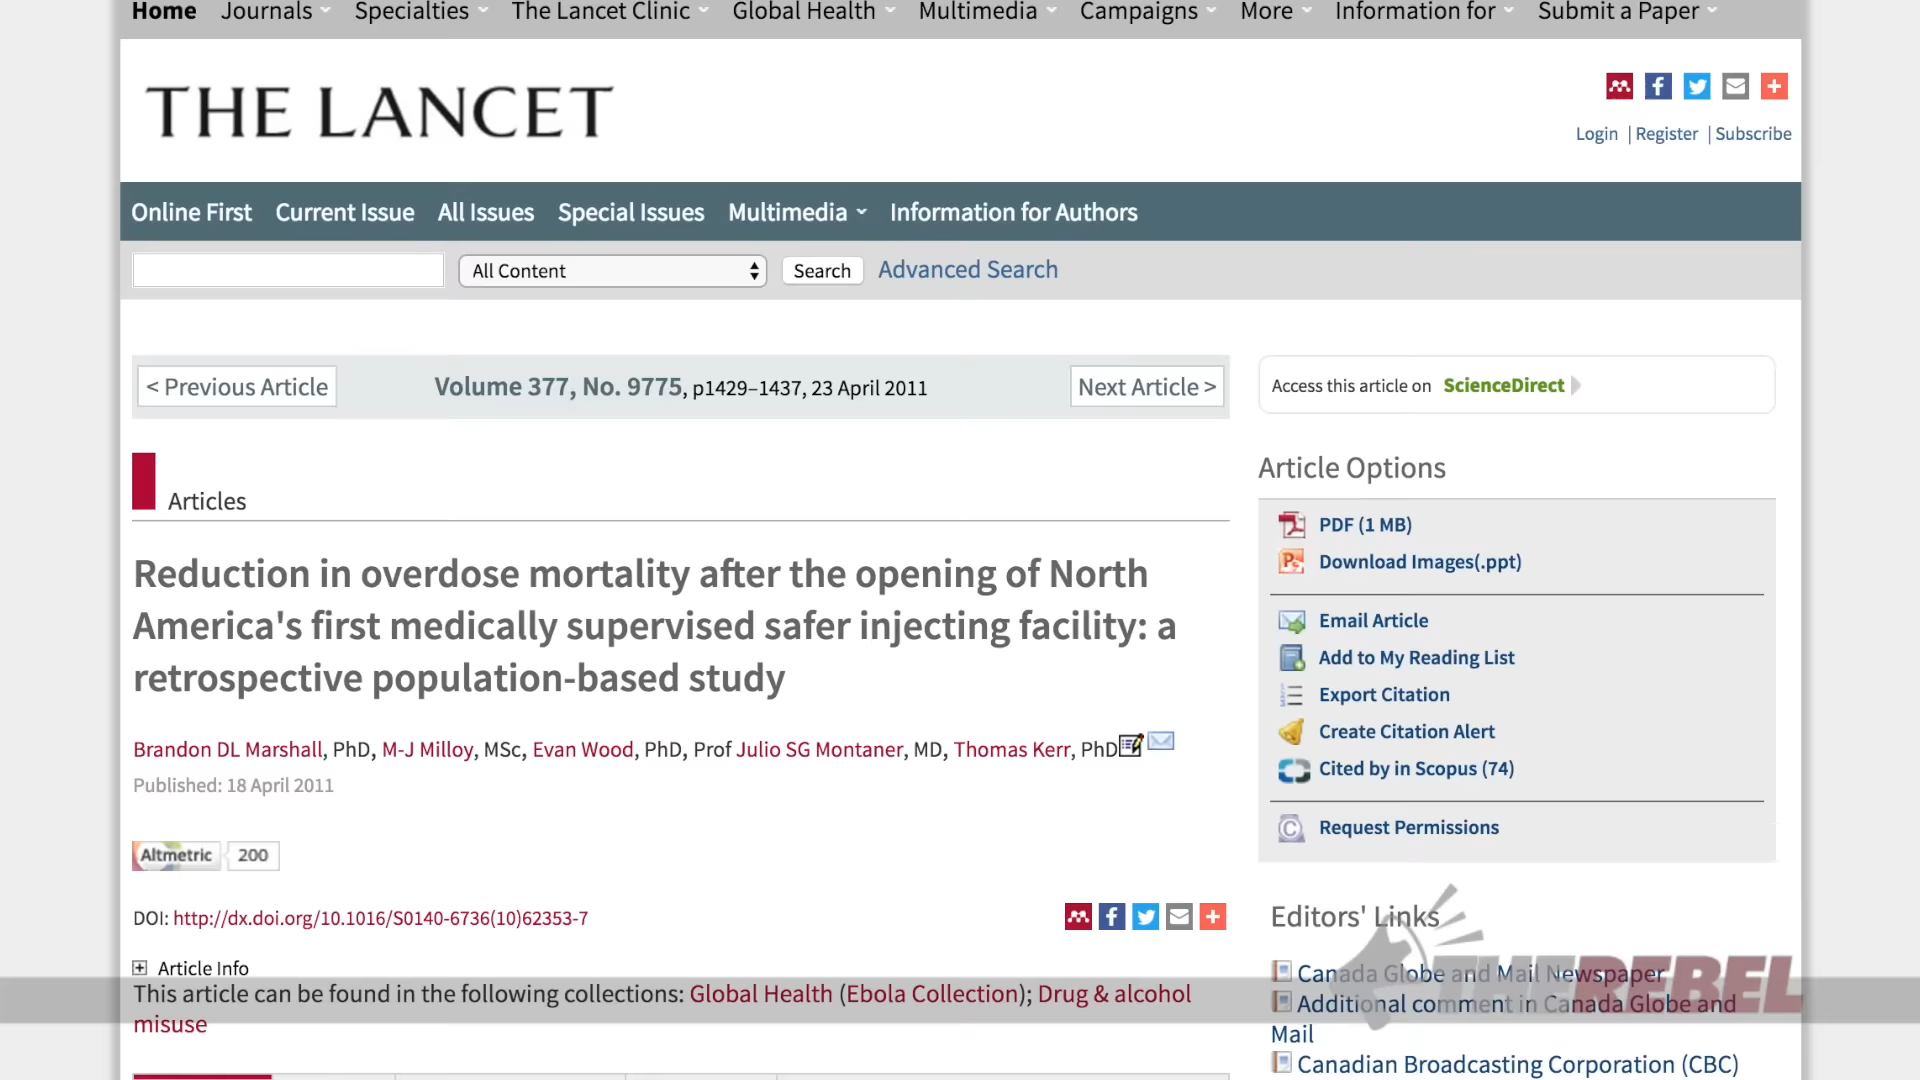 Home Journals Specialties The Lancet Clinic Global Health Multimedia Campaigns More Information for Submit a Paper
THE LANCET
Login | Register | Subscribe
Online First Current Issue All Issues Special Issues Multimedia Information for Authors
All Content Search Advanced Search
< Previous Article Volume 377, No. 9775, p1429–1437, 23 April 2011 Next Article >
Access this article on ScienceDirect
Articles
Reduction in overdose mortality after the opening of North
America's first medically supervised safer injecting facility: a
retrospective population-based study
Brandon DL Marshall, PhD, M-J Milloy, MSc, Evan Wood, PhD, Prof Julio SG Montaner, MD, Thomas Kerr, PhD
Published: 18 April 2011
Altmetric 200
DOI: http://dx.doi.org/10.1016/S0140-6736(10)62353-7
Article Info
This article can be found in the following collections: Global Health (Ebola Collection); Drug & alcohol
misuse
Article Options
PDF (1 MB)
Download Images(.ppt)
Email Article
Add to My Reading List
Export Citation
Create Citation Alert
Cited by in Scopus (74)
Request Permissions
Editors' Links
Canada Globe and Mail Newspaper
Additional comment in Canada Globe and
Mail
Canadian Broadcasting Corporation (CBC)
THEREBEL